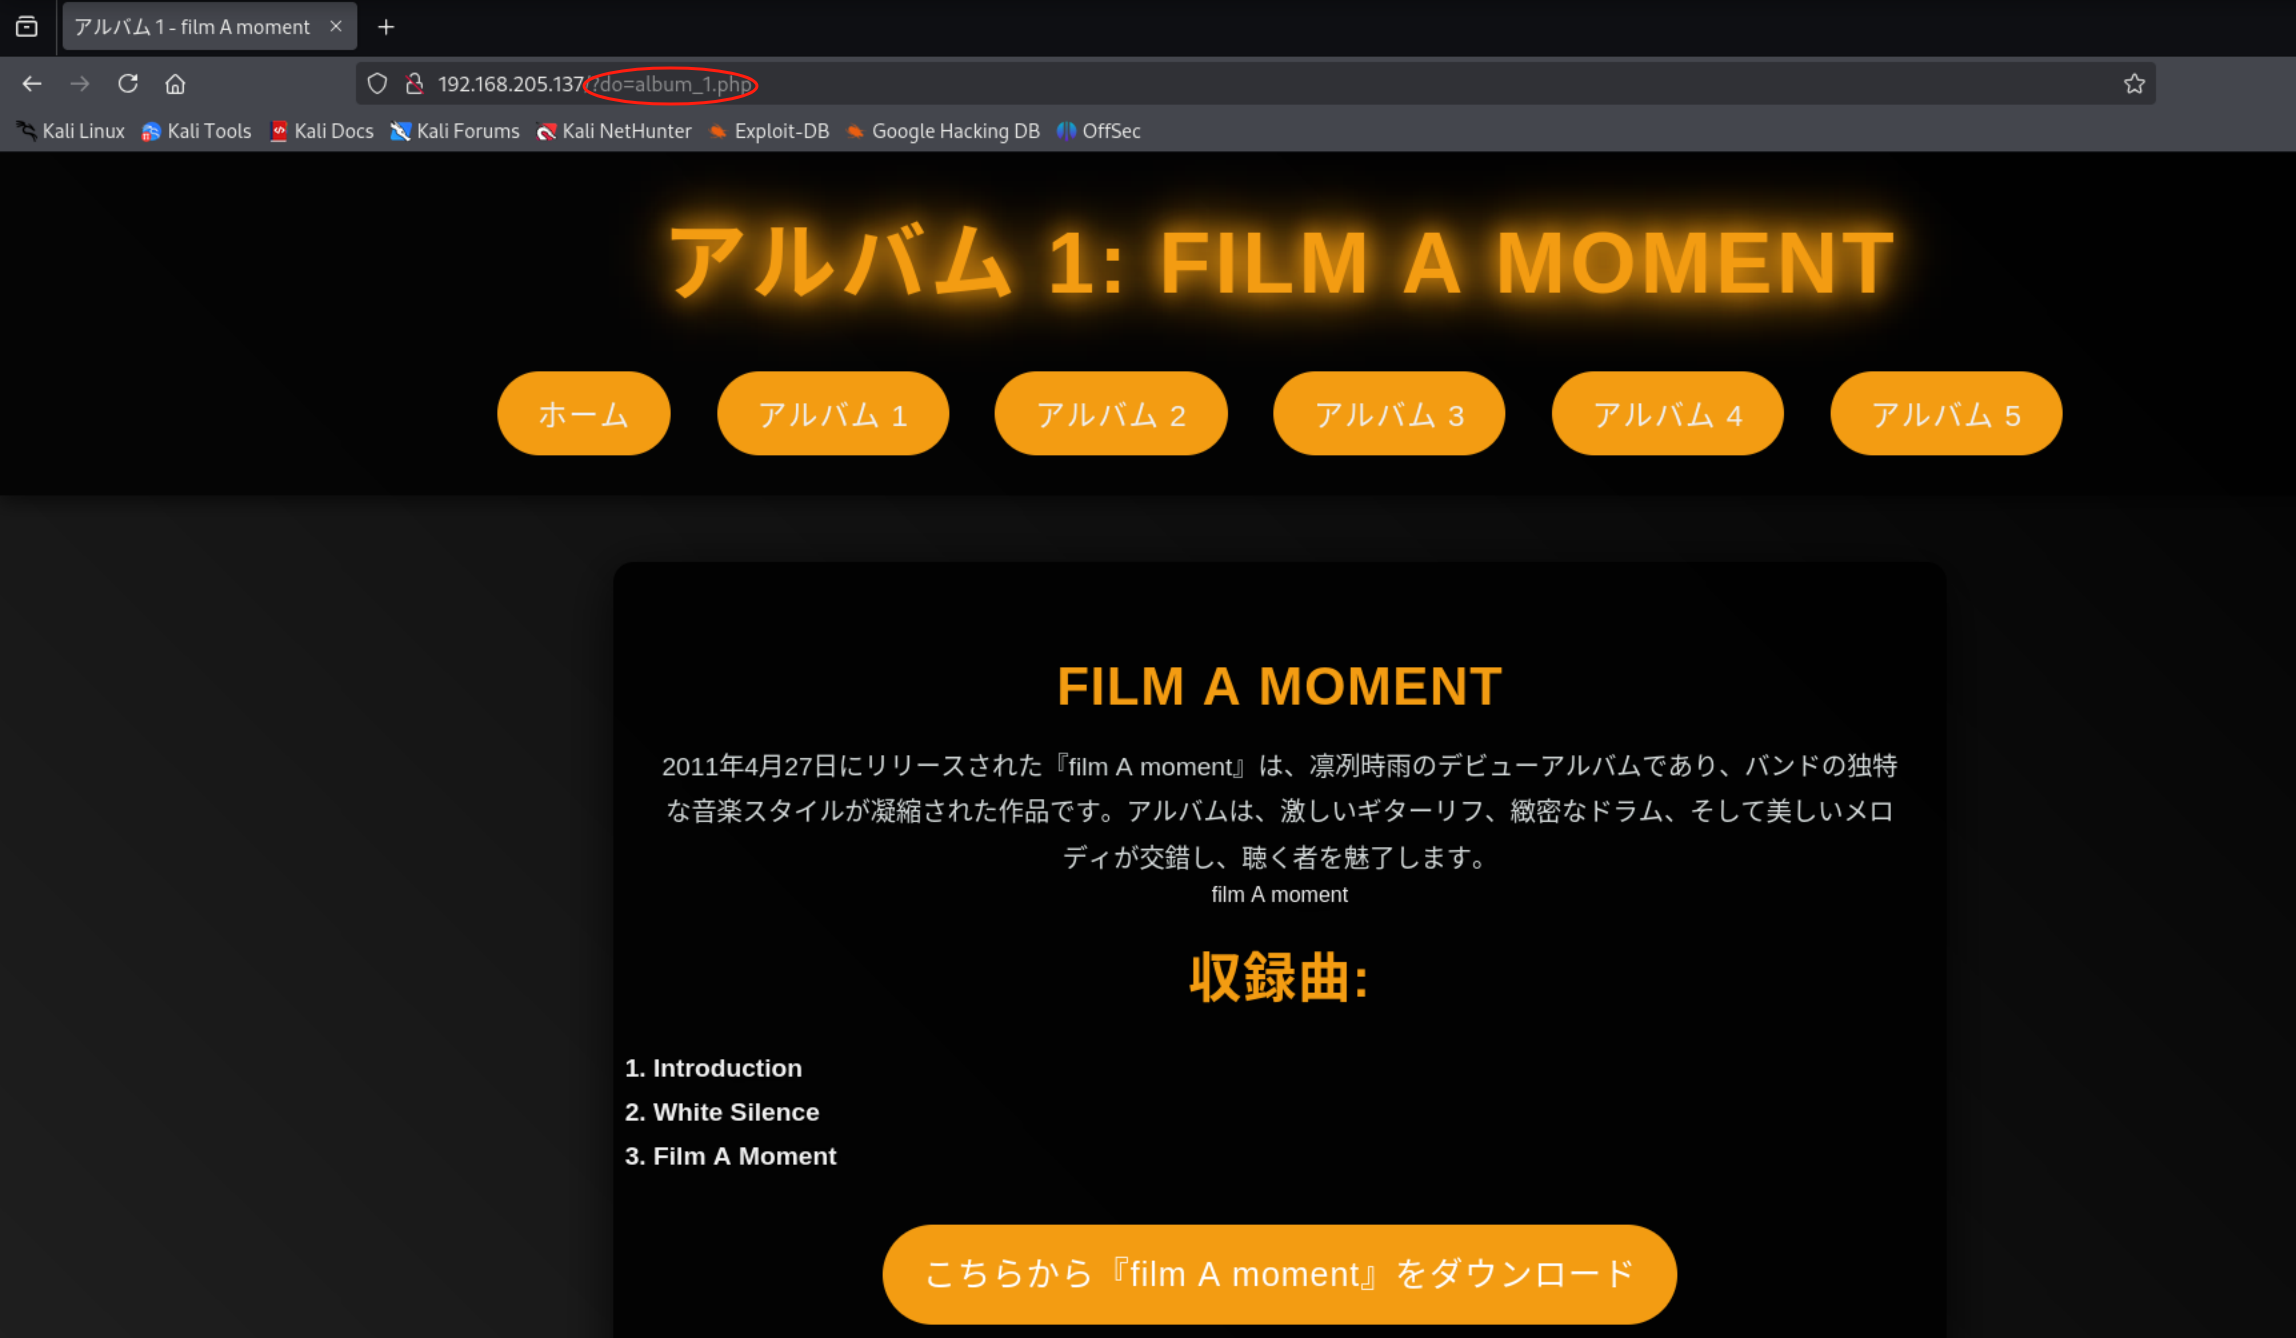 アルバム 1 - film A moment
192.168.205.137/?do=album_1.php
Kali Linux Kali Tools Kali Docs Kali Forums Kali NetHunter Exploit-DB Google Hacking DB OffSec
アルバム 1: FILM A MOMENT
ホーム アルバム 1 アルバム 2 アルバム 3 アルバム 4 アルバム 5
FILM A MOMENT
2011年4月27日にリリースされた『film A moment』は、凛冽時雨のデビューアルバムであり、バンドの独特
な音楽スタイルが凝縮された作品です。アルバムは、激しいギターリフ、緻密なドラム、そして美しいメロ
ディが交錯し、聴く者を魅了します。
film A moment
収録曲:
1. Introduction
2. White Silence
3. Film A Moment
こちらから『film A moment』をダウンロード